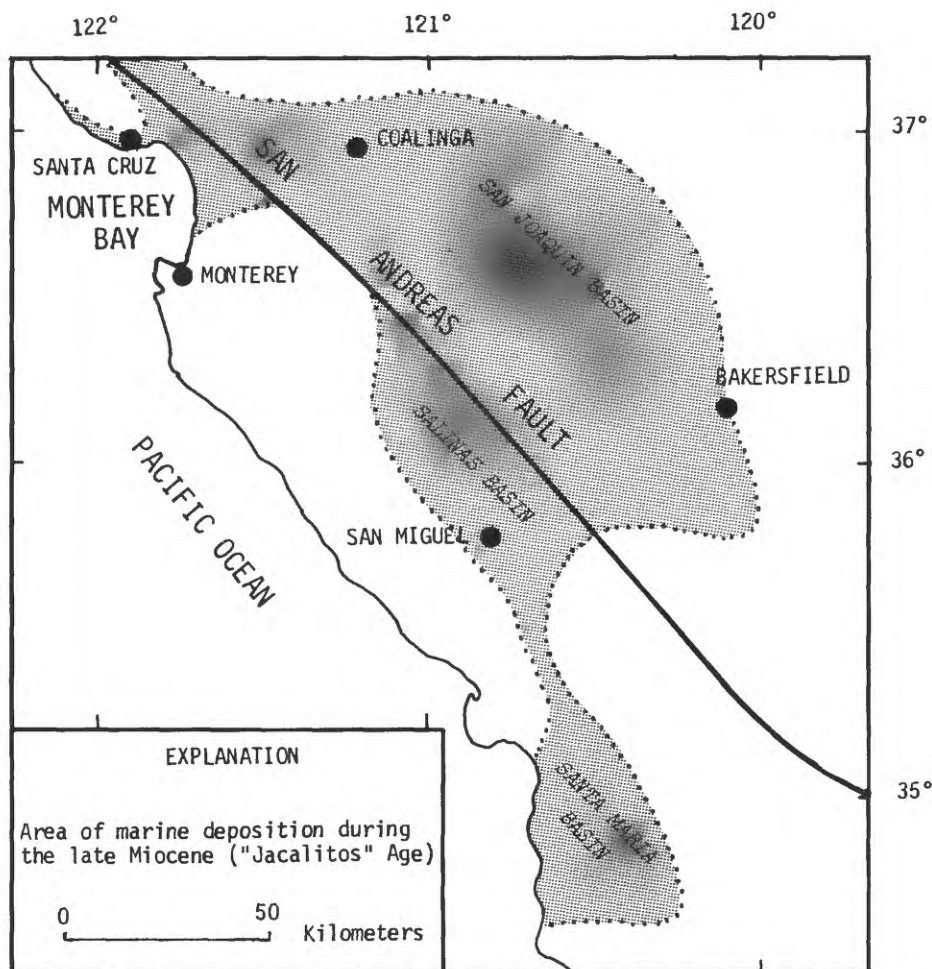 122° 121° 120°
37°
COALINGA
SAN
SANTA CRUZ
MONTEREY
BAY
SAN JOAQUIN BASIN
MONTEREY
ANDREAS
BAKERSFIELD
FAULT
36°
SALINAS BASIN
PACIFIC OCEAN
SAN MIGUEL
EXPLANATION
35°
SANTA MARIA
BASIN
Area of marine deposition during
the late Miocene ("Jacalitos" Age)
0 50
Kilometers